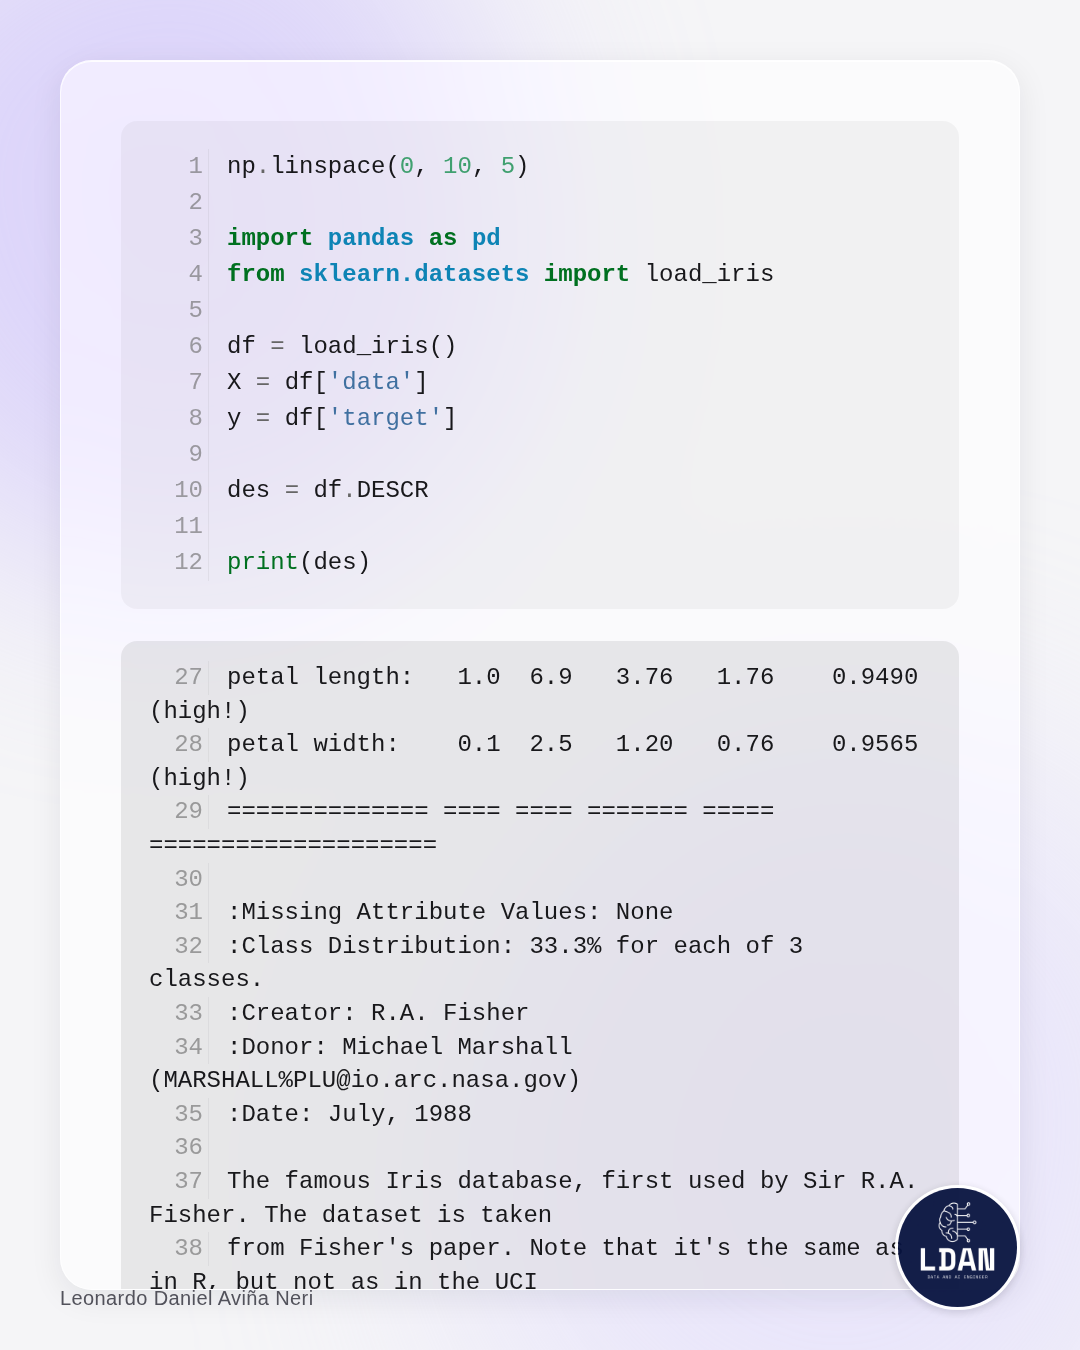 1 np.linspace(0, 10, 5)
2
3 import pandas as pd
4 from sklearn.datasets import load_iris
5
6 df = load_iris()
7 X = df['data']
8 y = df['target']
9
10 des = df.DESCR
11
12 print(des)
27 petal length:   1.0  6.9   3.76   1.76    0.9490
(high!)
28 petal width:    0.1  2.5   1.20   0.76    0.9565
(high!)
29 ============== ==== ==== ======= =====
====================
30
31 :Missing Attribute Values: None
32 :Class Distribution: 33.3% for each of 3
classes.
33 :Creator: R.A. Fisher
34 :Donor: Michael Marshall
(MARSHALL%PLU@io.arc.nasa.gov)
35 :Date: July, 1988
36
37 The famous Iris database, first used by Sir R.A.
Fisher. The dataset is taken
38 from Fisher's paper. Note that it's the same as
in R, but not as in the UCI
LDAN
DATA AND AI ENGINEER
Leonardo Daniel Aviña Neri